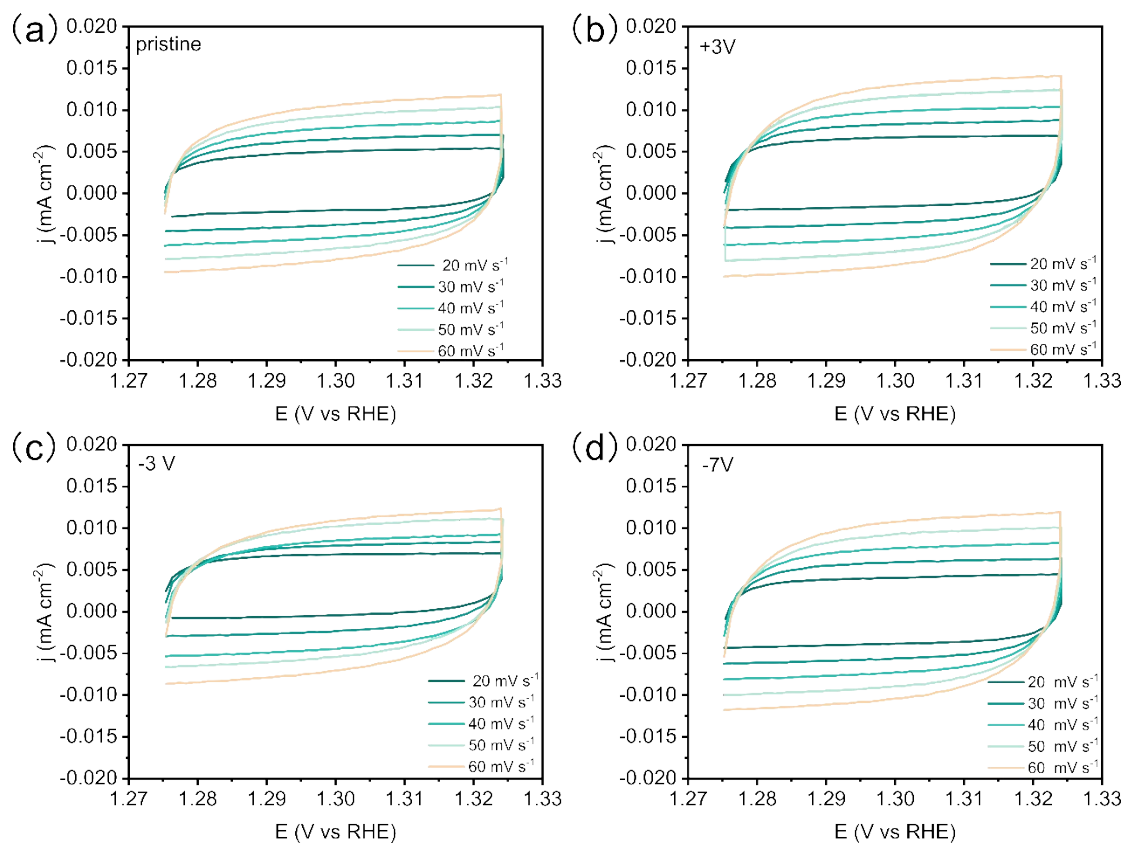 (a)
pristine
0.020
0.015
0.010
0.005
0.000
-0.005
-0.010
-0.015
-0.020
j (mA cm-2)
20 mV s-1
30 mV s-1
40 mV s-1
50 mV s-1
60 mV s-1
1.27 1.28 1.29 1.30 1.31 1.32 1.33
E (V vs RHE)
(b)
+3V
0.020
0.015
0.010
0.005
0.000
-0.005
-0.010
-0.015
-0.020
j (mA cm-2)
20 mV s-1
30 mV s-1
40 mV s-1
50 mV s-1
60 mV s-1
1.27 1.28 1.29 1.30 1.31 1.32 1.33
E (V vs RHE)
(c)
-3 V
0.020
0.015
0.010
0.005
0.000
-0.005
-0.010
-0.015
-0.020
j (mA cm-2)
20 mV s-1
30 mV s-1
40 mV s-1
50 mV s-1
60 mV s-1
1.27 1.28 1.29 1.30 1.31 1.32 1.33
E (V vs RHE)
(d)
-7V
0.020
0.015
0.010
0.005
0.000
-0.005
-0.010
-0.015
-0.020
j (mA cm-2)
20 mV s-1
30 mV s-1
40 mV s-1
50 mV s-1
60 mV s-1
1.27 1.28 1.29 1.30 1.31 1.32 1.33
E (V vs RHE)